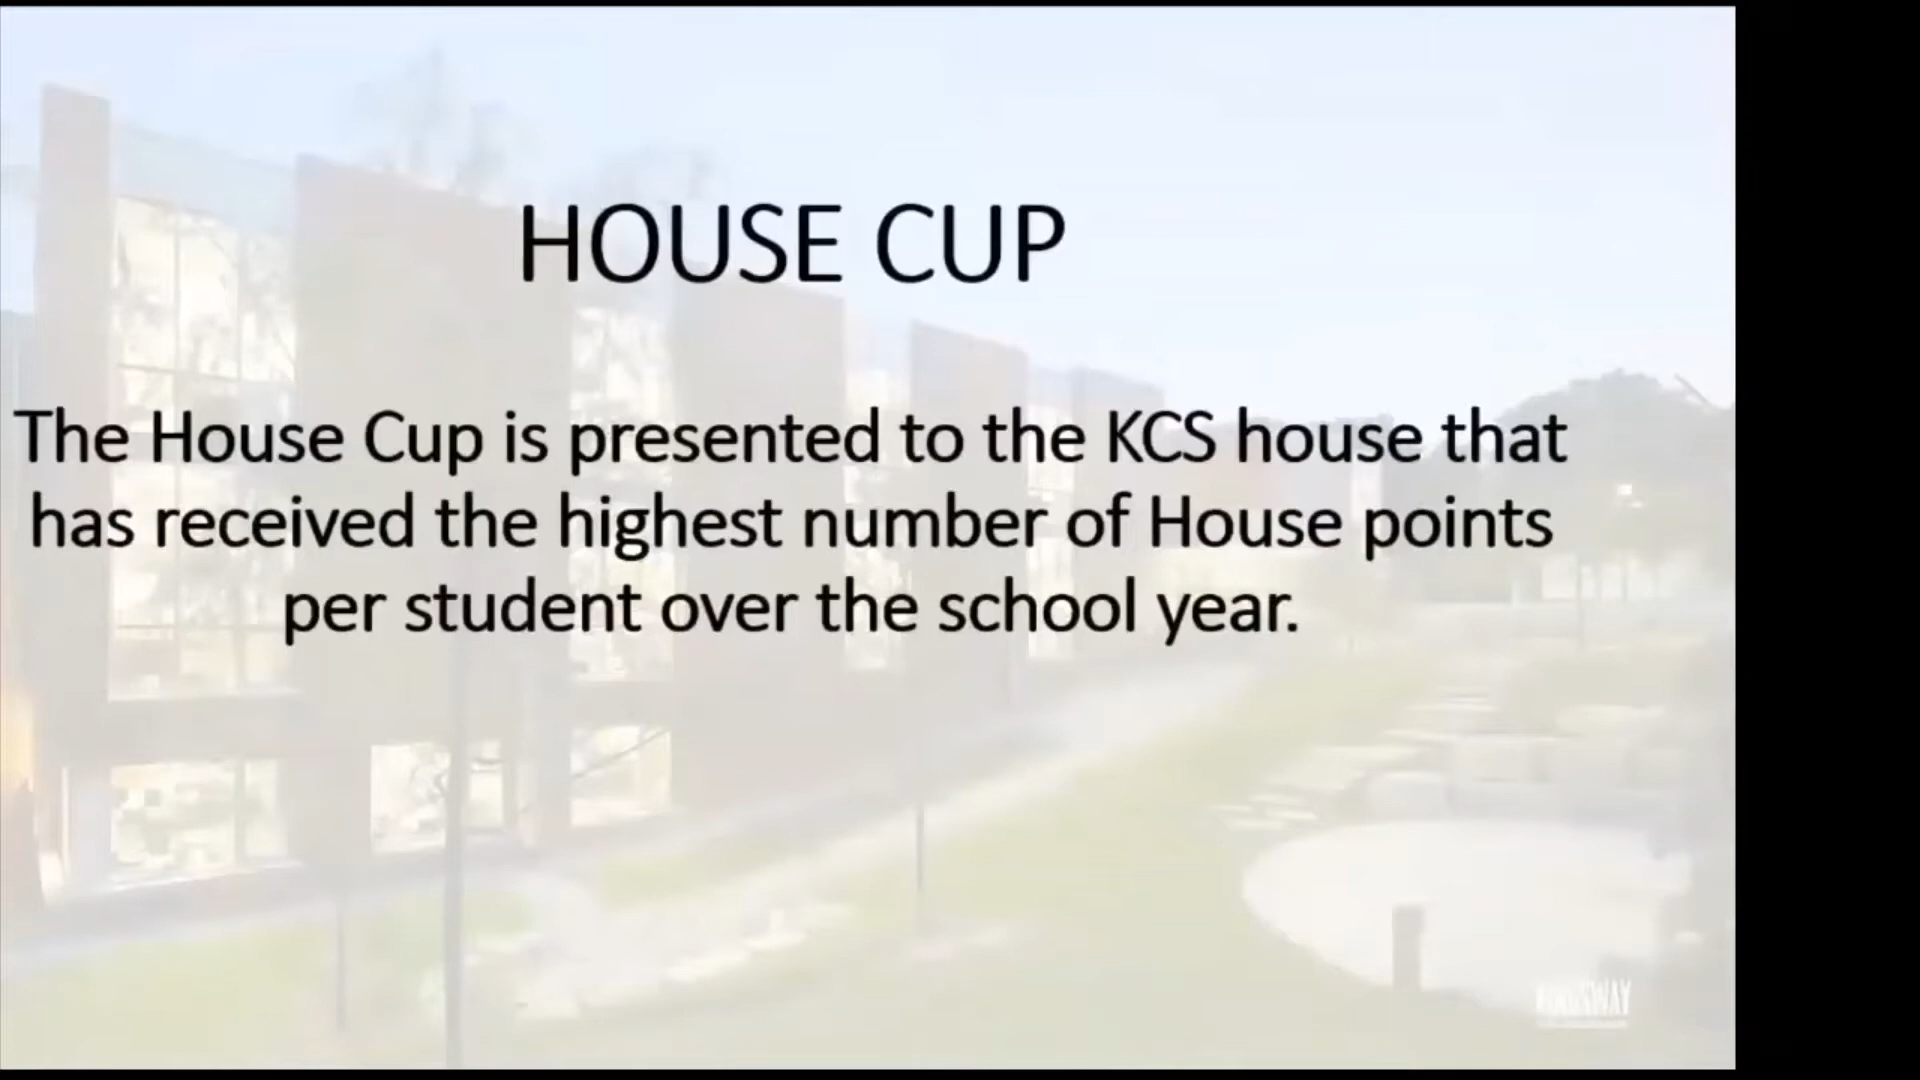 HOUSE CUP
The House Cup is presented to the KCS house that
has received the highest number of House points
per student over the school year.
KINGSWAY